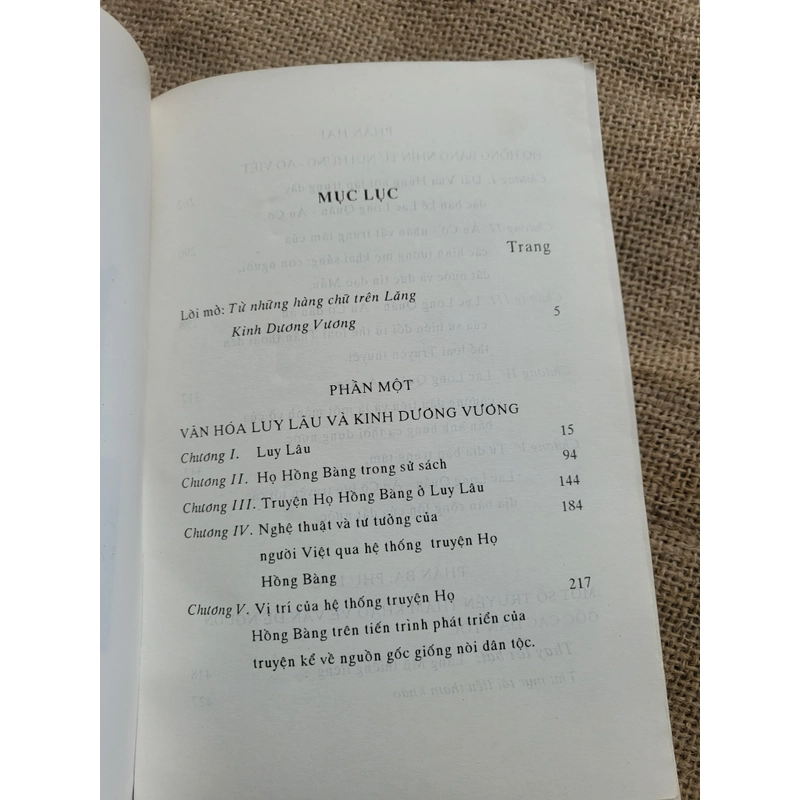 MỤC LỤC
Trang
Lời mở: Từ những hàng chữ trên Lăng
Kinh Dương Vương 5
PHẦN MỘT
VĂN HÓA LUY LÂU VÀ KINH DƯƠNG VƯƠNG
Chương I. Luy Lâu 15
Chương II. Họ Hồng Bàng trong sử sách 94
Chương III. Truyện Họ Hồng Bàng ở Luy Lâu 144
Chương IV. Nghệ thuật và tư tưởng của 184
người Việt qua hệ thống truyện Họ
Hồng Bàng
Chương V. Vị trí của hệ thống truyện Họ 217
Hồng Bàng trên tiến trình phát triển của
truyện kể về nguồn gốc giống nòi dân tộc.